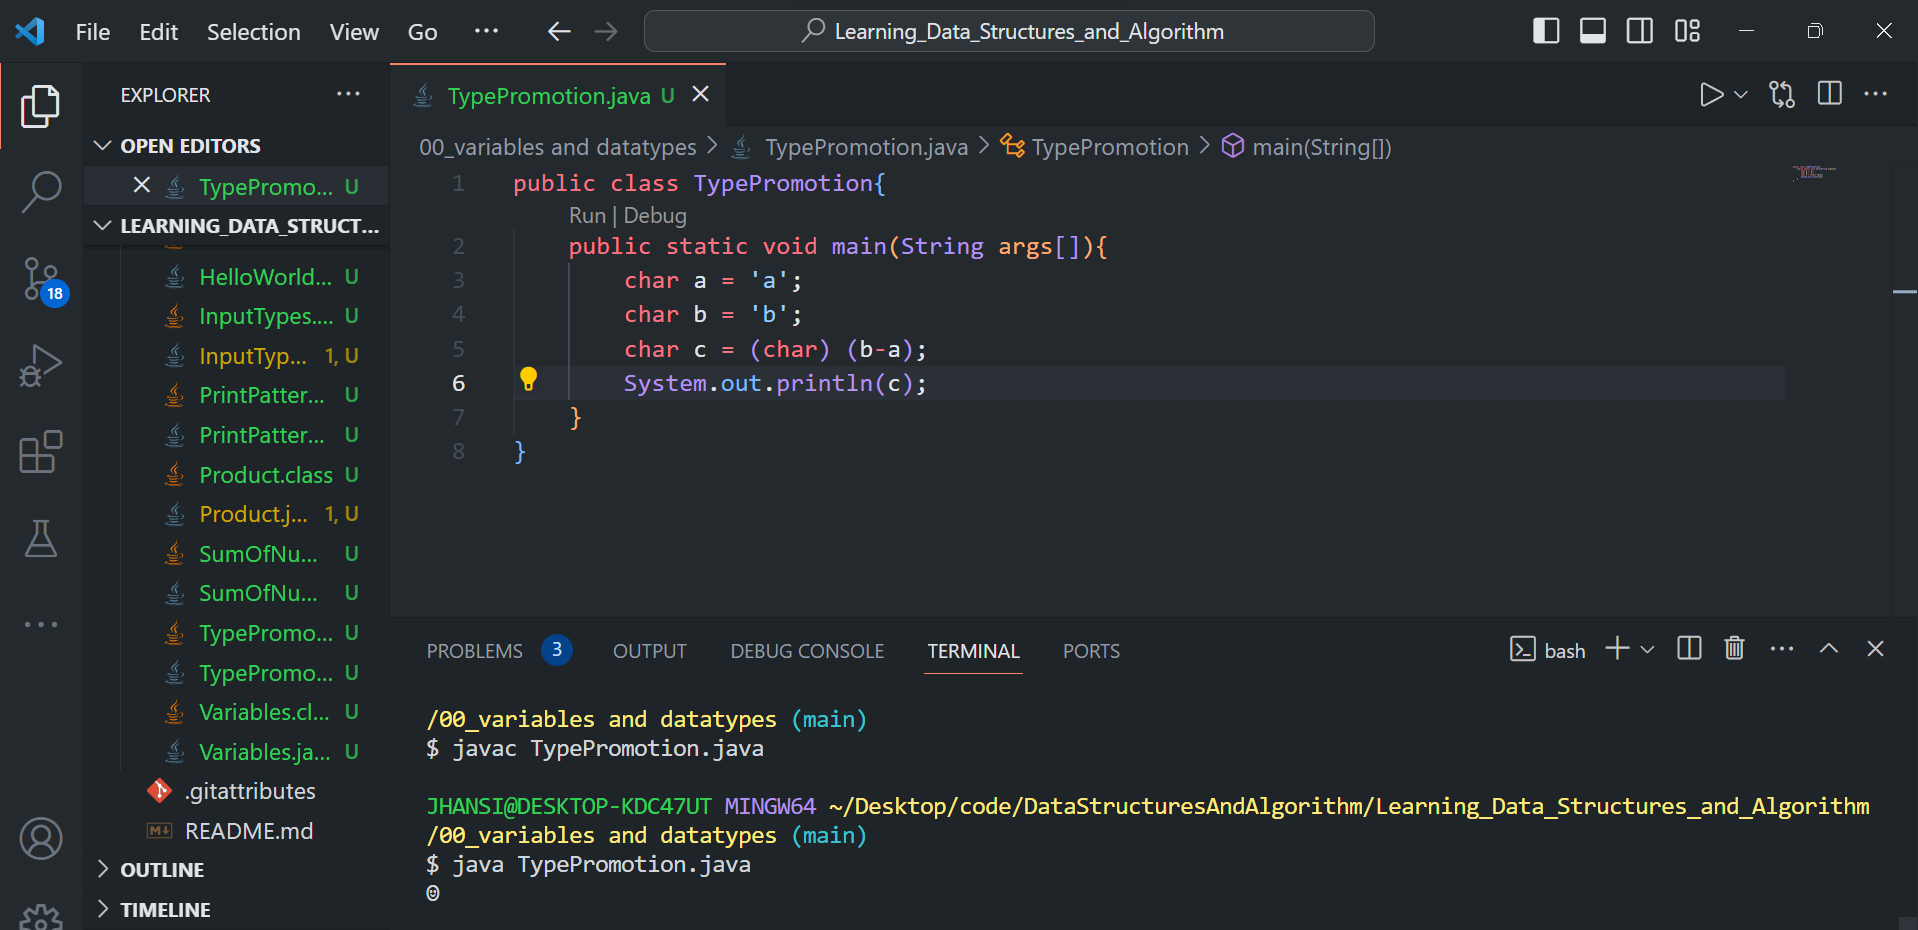 File Edit Selection View Go ···
Learning_Data_Structures_and_Algorithm
EXPLORER ···
OPEN EDITORS
TypePromo... U
LEARNING_DATA_STRUCT...
HelloWorld... U
InputTypes.... U
InputTyp... 1, U
PrintPatter... U
PrintPatter... U
Product.class U
Product.j... 1, U
SumOfNu... U
SumOfNu... U
TypePromo... U
TypePromo... U
Variables.cl... U
Variables.ja... U
.gitattributes
README.md
OUTLINE
TIMELINE
18
TypePromotion.java U
00_variables and datatypes > TypePromotion.java > TypePromotion > main(String[])
1 public class TypePromotion{
Run | Debug
2 public static void main(String args[]){
3 char a = 'a';
4 char b = 'b';
5 char c = (char) (b-a);
6 System.out.println(c);
7 }
8 }
PROBLEMS 3 OUTPUT DEBUG CONSOLE TERMINAL PORTS
bash
/00_variables and datatypes (main)
$ javac TypePromotion.java
JHANSI@DESKTOP-KDC47UT MINGW64 ~/Desktop/code/DataStructuresAndAlgorithm/Learning_Data_Structures_and_Algorithm
/00_variables and datatypes (main)
$ java TypePromotion.java
☺